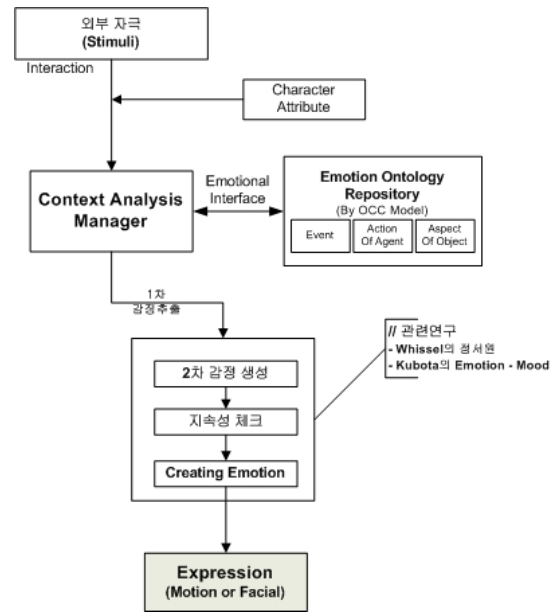 외부 자극
(Stimuli)
Interaction
Character
Attribute
Context Analysis
Manager
Emotional
Interface
Emotion Ontology
Repository
(By OCC Model)
Event
Action
Of Agent
Aspect
Of Object
1차
감정추출
2차 감정 생성
지속성 체크
Creating Emotion
// 관련연구
- Whissel의 정서원
- Kubota의 Emotion - Mood
Expression
(Motion or Facial)